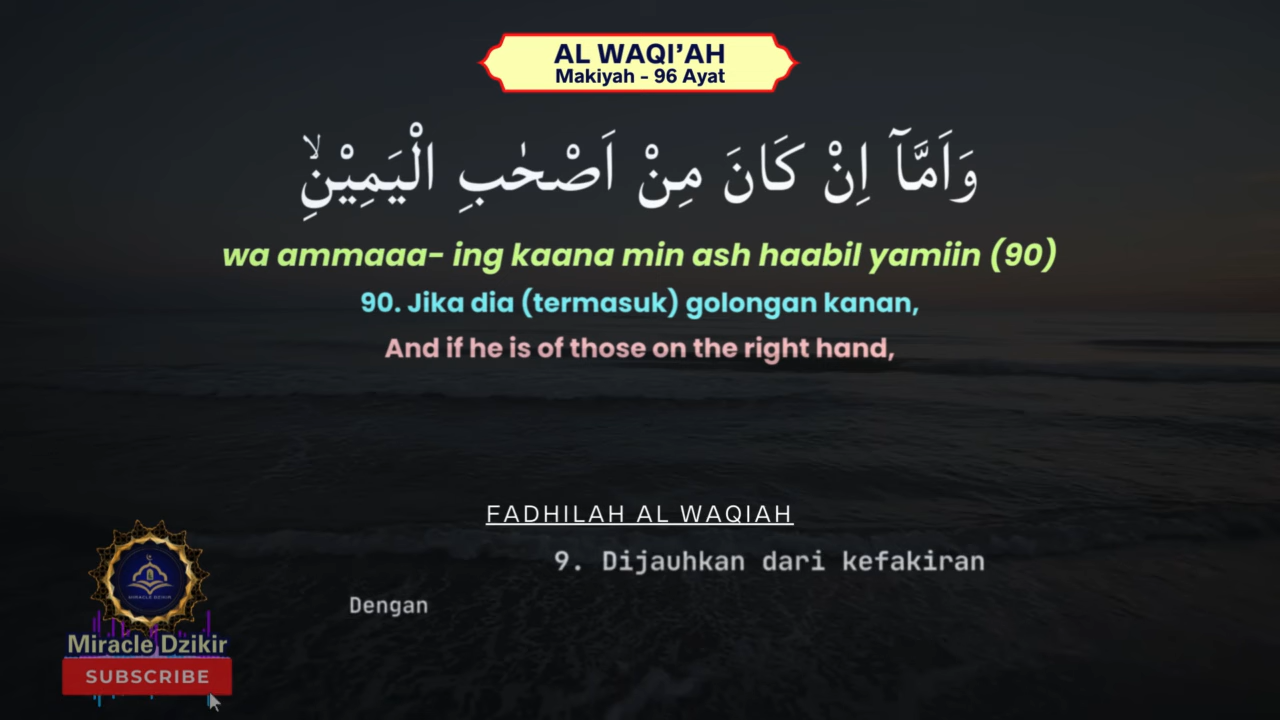 AL WAQI'AH
Makiyah - 96 Ayat
وَاَمَّآ اِنْ كَانَ مِنْ اَصْحٰبِ الْيَمِيْنِۙ
wa ammaaa- ing kaana min ash haabil yamiin (90)
90. Jika dia (termasuk) golongan kanan,
And if he is of those on the right hand,
FADHILAH AL WAQIAH
9. Dijauhkan dari kefakiran
Dengan
MIRACLE DZIKIR
Miracle Dzikir
SUBSCRIBE